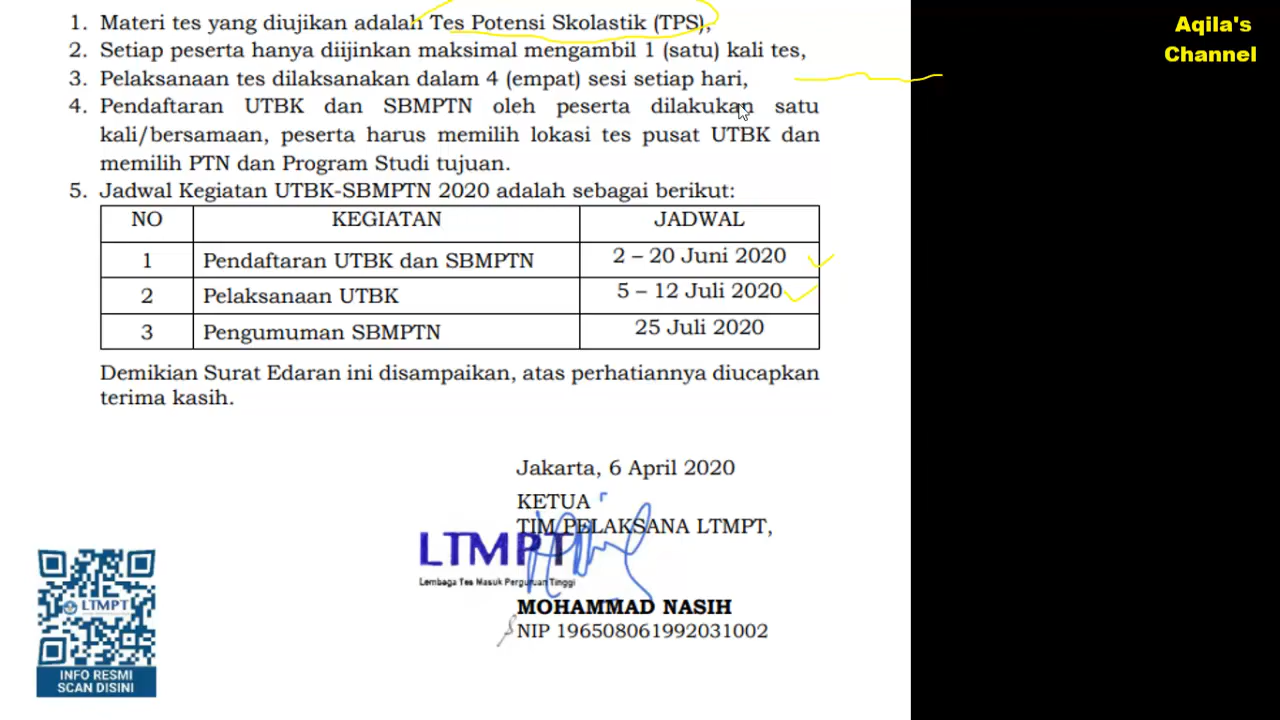 1. Materi tes yang diujikan adalah Tes Potensi Skolastik (TPS),
2. Setiap peserta hanya diijinkan maksimal mengambil 1 (satu) kali tes,
3. Pelaksanaan tes dilaksanakan dalam 4 (empat) sesi setiap hari,
4. Pendaftaran UTBK dan SBMPTN oleh peserta dilakukan satu
kali/bersamaan, peserta harus memilih lokasi tes pusat UTBK dan
memilih PTN dan Program Studi tujuan.
5. Jadwal Kegiatan UTBK-SBMPTN 2020 adalah sebagai berikut:
NO KEGIATAN JADWAL
1 Pendaftaran UTBK dan SBMPTN 2 – 20 Juni 2020
2 Pelaksanaan UTBK 5 – 12 Juli 2020
3 Pengumuman SBMPTN 25 Juli 2020
Demikian Surat Edaran ini disampaikan, atas perhatiannya diucapkan
terima kasih.
Jakarta, 6 April 2020
KETUA
TIM PELAKSANA LTMPT,
LTMPT
Lembaga Tes Masuk Perguruan Tinggi
MOHAMMAD NASIH
NIP 196508061992031002
LTMPT
INFO RESMI
SCAN DISINI
Aqila's
Channel